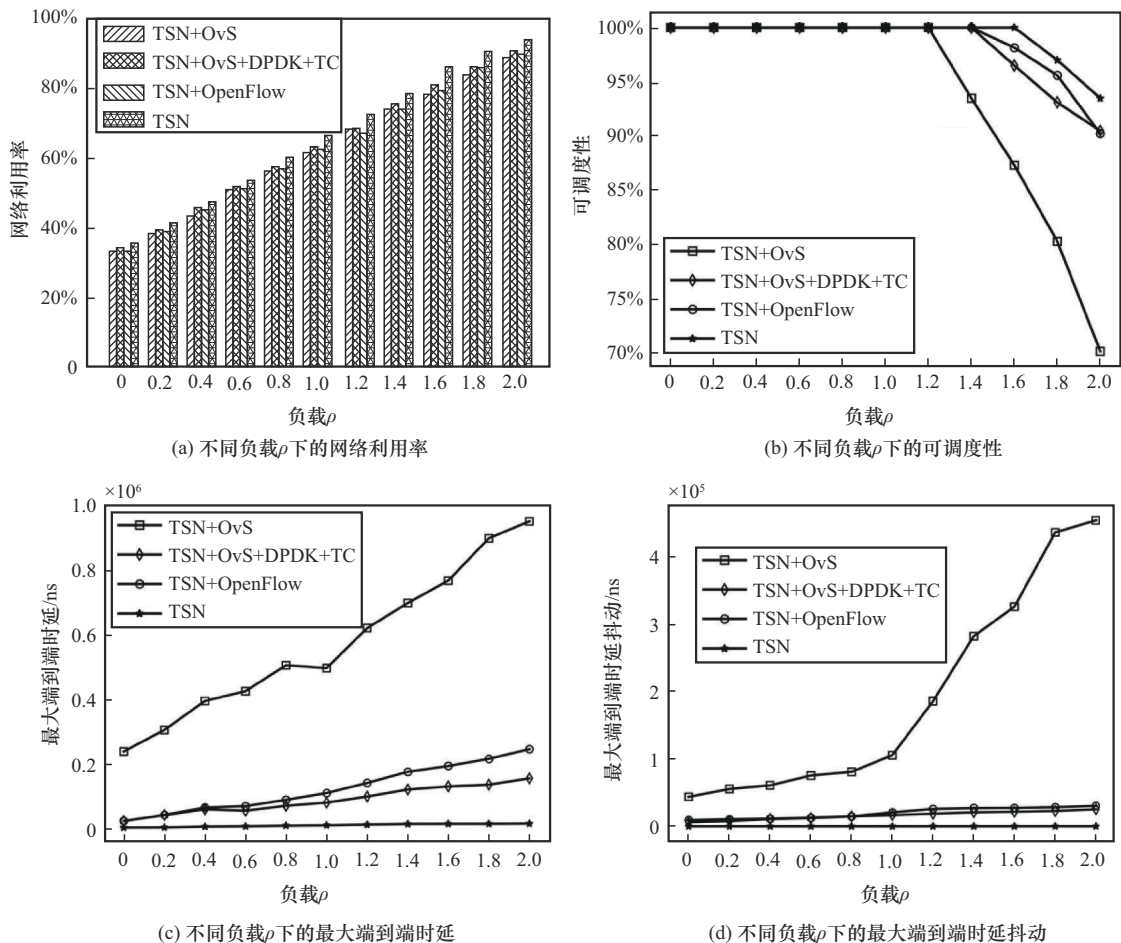 100%
80%
60%
40%
20%
0
网络利用率
TSN+OvS
TSN+OvS+DPDK+TC
TSN+OpenFlow
TSN
0 0.2 0.4 0.6 0.8 1.0 1.2 1.4 1.6 1.8 2.0
负载ρ
(a) 不同负载ρ下的网络利用率
100%
95%
90%
85%
80%
75%
70%
可调度性
TSN+OvS
TSN+OvS+DPDK+TC
TSN+OpenFlow
TSN
0 0.2 0.4 0.6 0.8 1.0 1.2 1.4 1.6 1.8 2.0
负载ρ
(b) 不同负载ρ下的可调度性
×10⁶
1.0
0.8
0.6
0.4
0.2
0
最大端到端时延/ns
TSN+OvS
TSN+OvS+DPDK+TC
TSN+OpenFlow
TSN
0 0.2 0.4 0.6 0.8 1.0 1.2 1.4 1.6 1.8 2.0
负载ρ
(c) 不同负载ρ下的最大端到端时延
×10⁵
4
3
2
1
0
最大端到端时延抖动/ns
TSN+OvS
TSN+OvS+DPDK+TC
TSN+OpenFlow
TSN
0 0.2 0.4 0.6 0.8 1.0 1.2 1.4 1.6 1.8 2.0
负载ρ
(d) 不同负载ρ下的最大端到端时延抖动